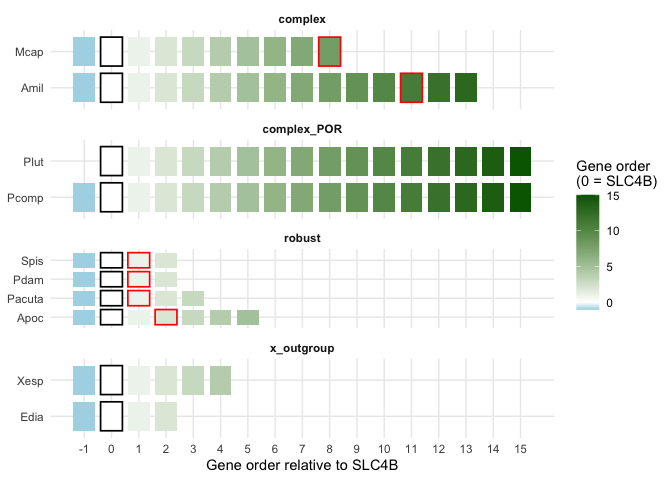 complex
Mcap
Amil
complex_POR
Plut
Pcomp
robust
Spis
Pdam
Pacuta
Apoc
x_outgroup
Xesp
Edia
-1 0 1 2 3 4 5 6 7 8 9 10 11 12 13 14 15
Gene order relative to SLC4B
Gene order
(0 = SLC4B)
15
10
5
0